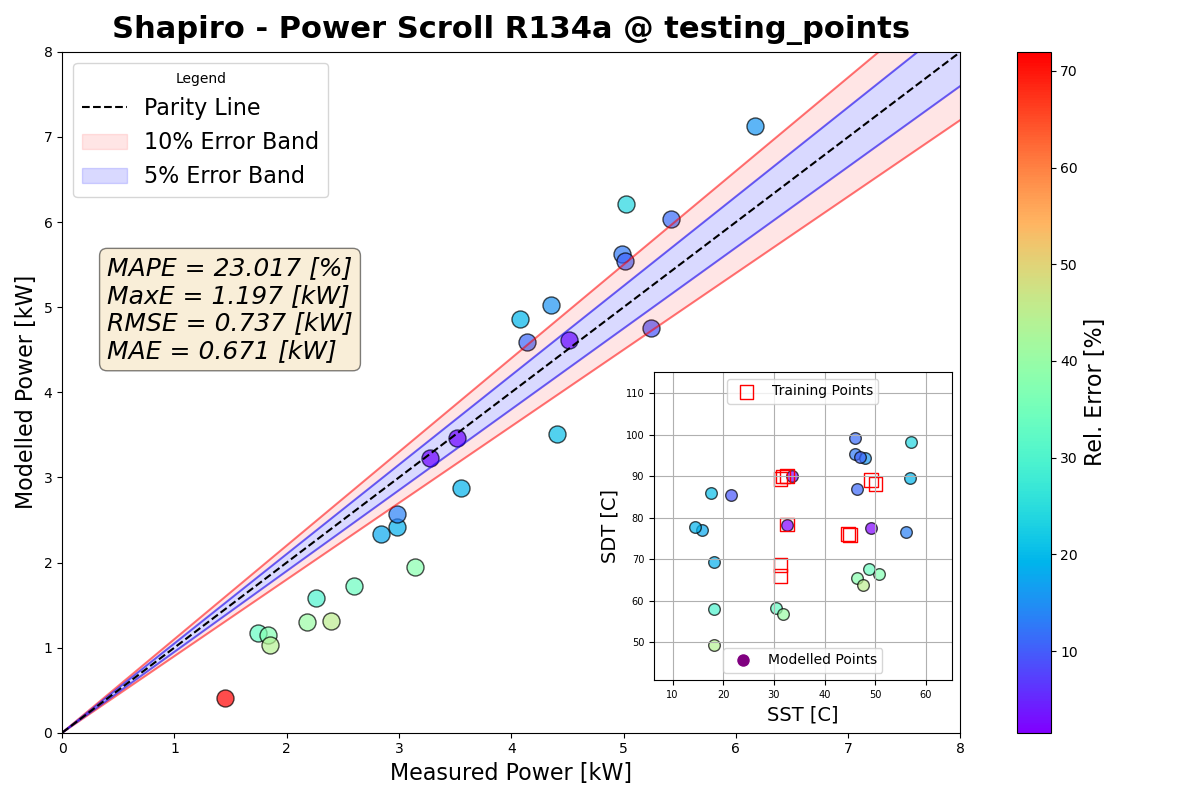 Shapiro - Power Scroll R134a @ testing_points
Legend
Parity Line
10% Error Band
5% Error Band
MAPE = 23.017 [%]
MaxE = 1.197 [kW]
RMSE = 0.737 [kW]
MAE = 0.671 [kW]
Modelled Power [kW]
8
7
6
5
4
3
2
1
0
0 1 2 3 4 5 6 7 8
Measured Power [kW]
Training Points
Modelled Points
SDT [C]
110
100
90
80
70
60
50
10 20 30 40 50 60
SST [C]
70
60
50
40
30
20
10
Rel. Error [%]